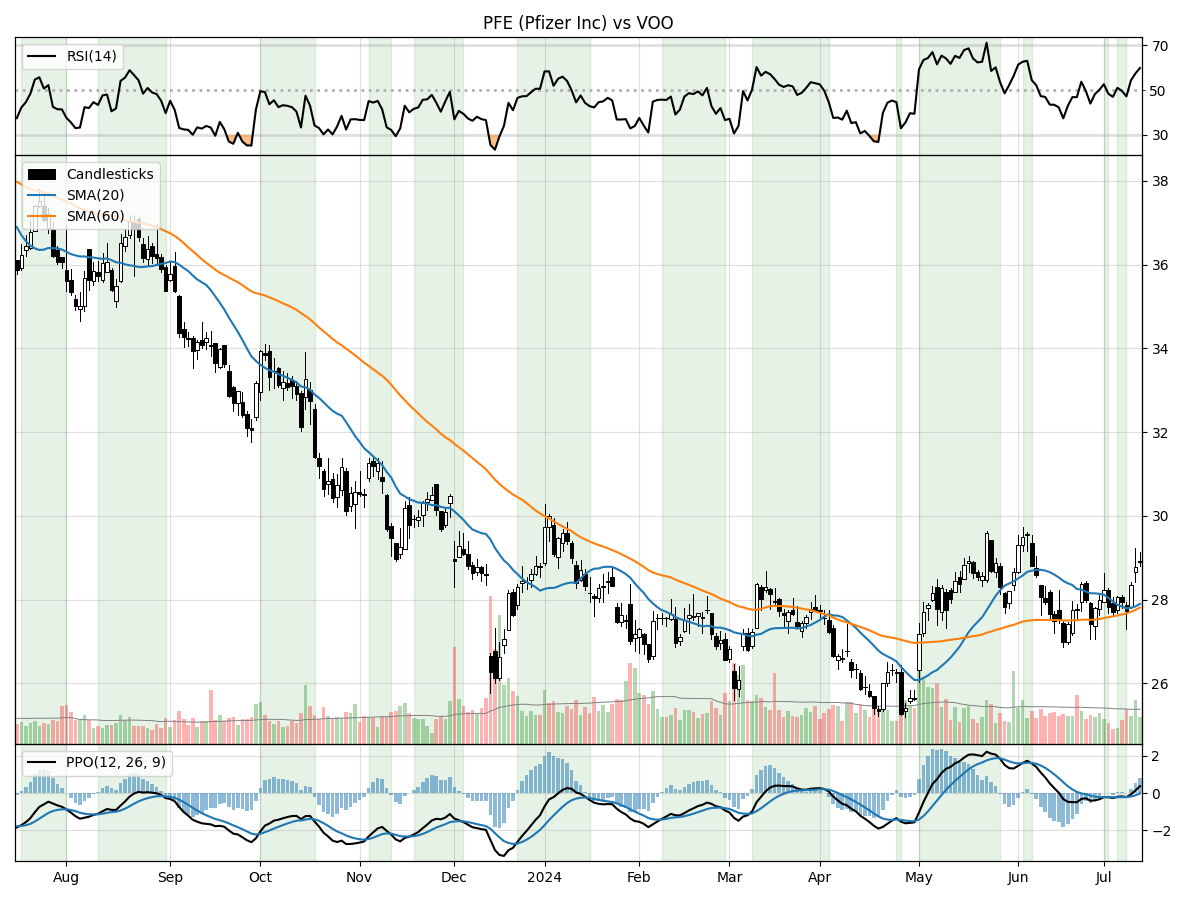 PFE (Pfizer Inc) vs VOO
RSI(14)
70
50
30
Candlesticks
SMA(20)
SMA(60)
38
36
34
32
30
28
26
PPO(12, 26, 9)
2
0
−2
Aug Sep Oct Nov Dec 2024 Feb Mar Apr May Jun Jul